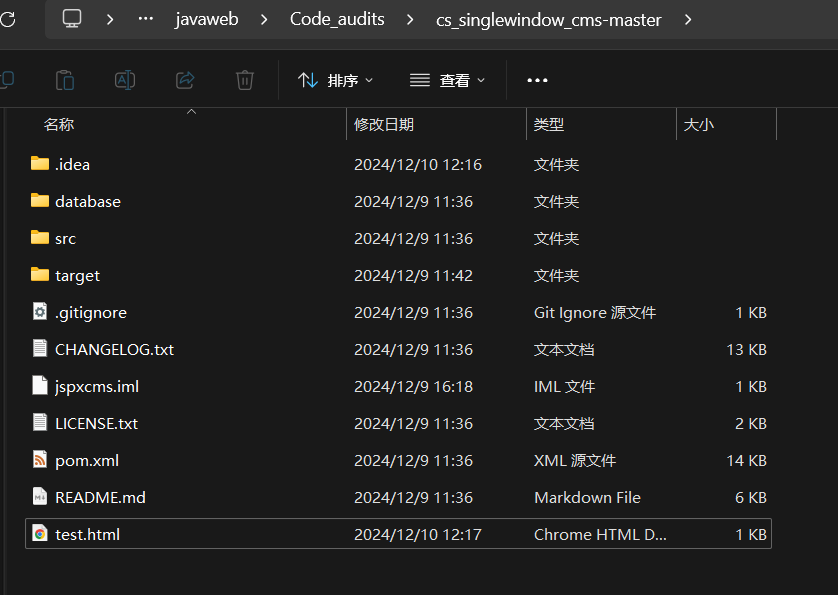 javaweb Code_audits cs_singlewindow_cms-master
排序 查看
名称 修改日期 类型 大小
.idea 2024/12/10 12:16 文件夹
database 2024/12/9 11:36 文件夹
src 2024/12/9 11:36 文件夹
target 2024/12/9 11:42 文件夹
.gitignore 2024/12/9 11:36 Git Ignore 源文件 1 KB
CHANGELOG.txt 2024/12/9 11:36 文本文档 13 KB
jspxcms.iml 2024/12/9 16:18 IML 文件 1 KB
LICENSE.txt 2024/12/9 11:36 文本文档 2 KB
pom.xml 2024/12/9 11:36 XML 源文件 14 KB
README.md 2024/12/9 11:36 Markdown File 6 KB
test.html 2024/12/10 12:17 Chrome HTML D... 1 KB